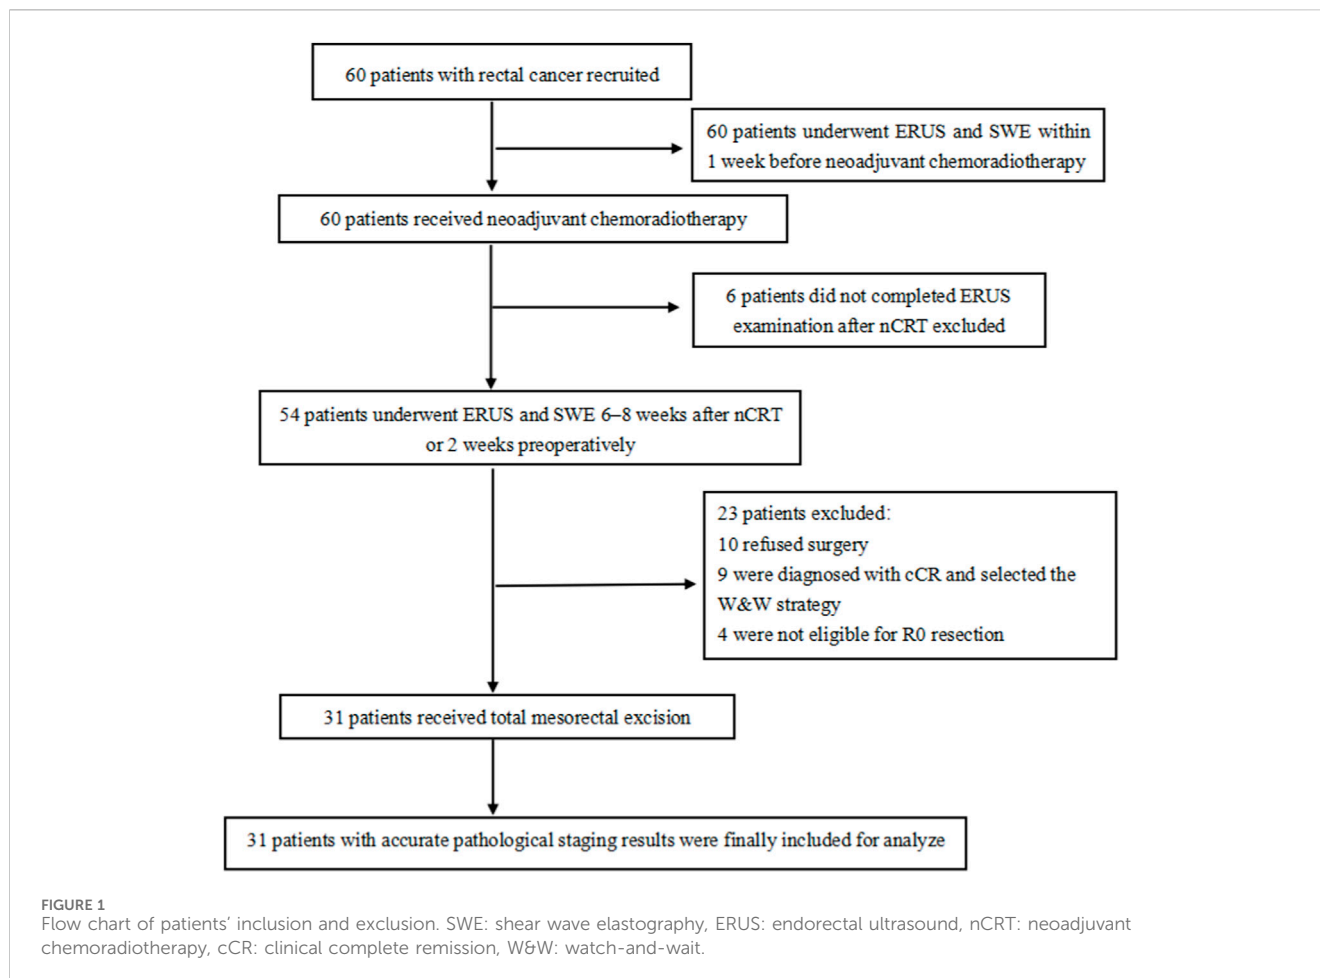 60 patients with rectal cancer recruited
60 patients underwent ERUS and SWE within
1 week before neoadjuvant chemoradiotherapy
60 patients received neoadjuvant chemoradiotherapy
6 patients did not completed ERUS
examination after nCRT excluded
54 patients underwent ERUS and SWE 6–8 weeks after nCRT
or 2 weeks preoperatively
23 patients excluded:
10 refused surgery
9 were diagnosed with cCR and selected the
W&W strategy
4 were not eligible for R0 resection
31 patients received total mesorectal excision
31 patients with accurate pathological staging results were finally included for analyze
FIGURE 1
Flow chart of patients' inclusion and exclusion. SWE: shear wave elastography, ERUS: endorectal ultrasound, nCRT: neoadjuvant
chemoradiotherapy, cCR: clinical complete remission, W&W: watch-and-wait.